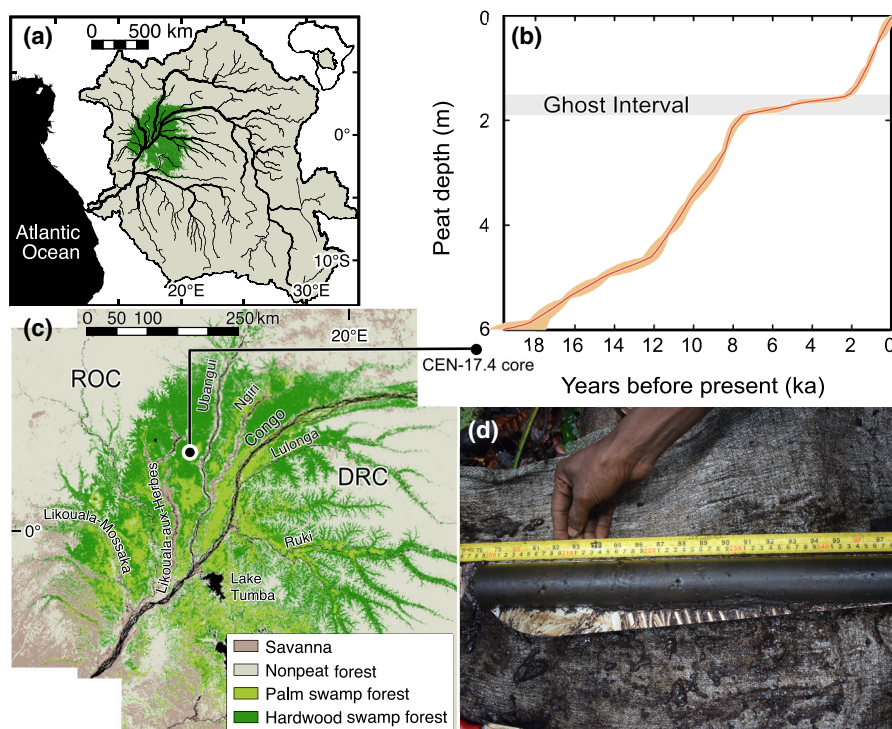 (a)
0 500 km
0°
Atlantic
Ocean
10°S
20°E
30°E
(b)
0
2
4
6
Peat depth (m)
Ghost Interval
18 16 14 12 10 8 6 4 2 0
Years before present (ka)
CEN-17.4 core
(c)
0 50 100 250 km
20°E
ROC
DRC
0°
Ubangui
Ngiri
Congo
Lulonga
Likouala-Mossaka
Likouala-aux-Herbes
Ruki
Lake
Tumba
Savanna
Nonpeat forest
Palm swamp forest
Hardwood swamp forest
(d)